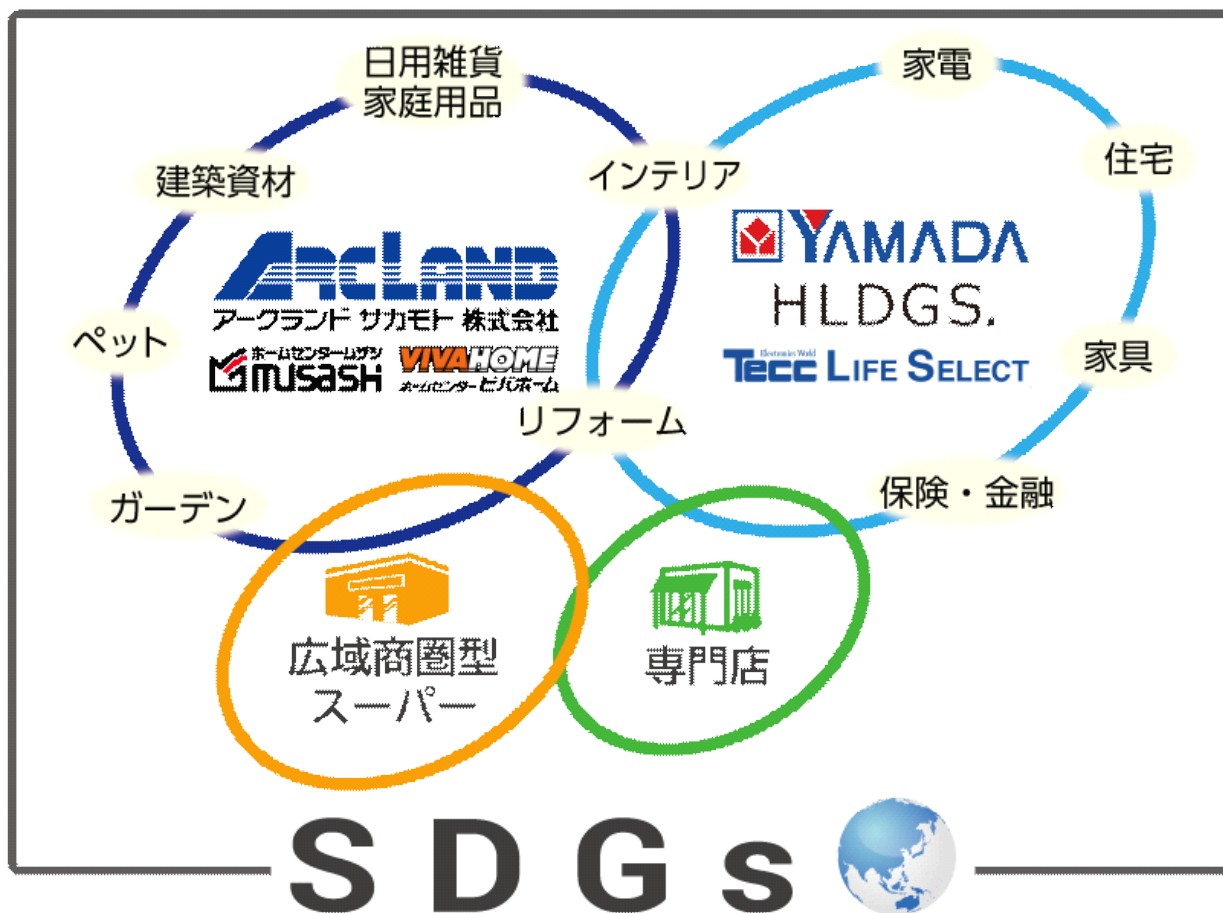 日用雑貨
家庭用品
家電
建築資材
インテリア
住宅
ARCLAND
アークランド サカモト 株式会社
YAMADA
HLDGS.
ペット
ホームセンタームサシ
musashi
VIVAHOME
ホームセンタービバホーム
Electronics World
Tecc LIFE SELECT
家具
リフォーム
ガーデン
保険・金融
広域商圏型
スーパー
専門店
SDGs